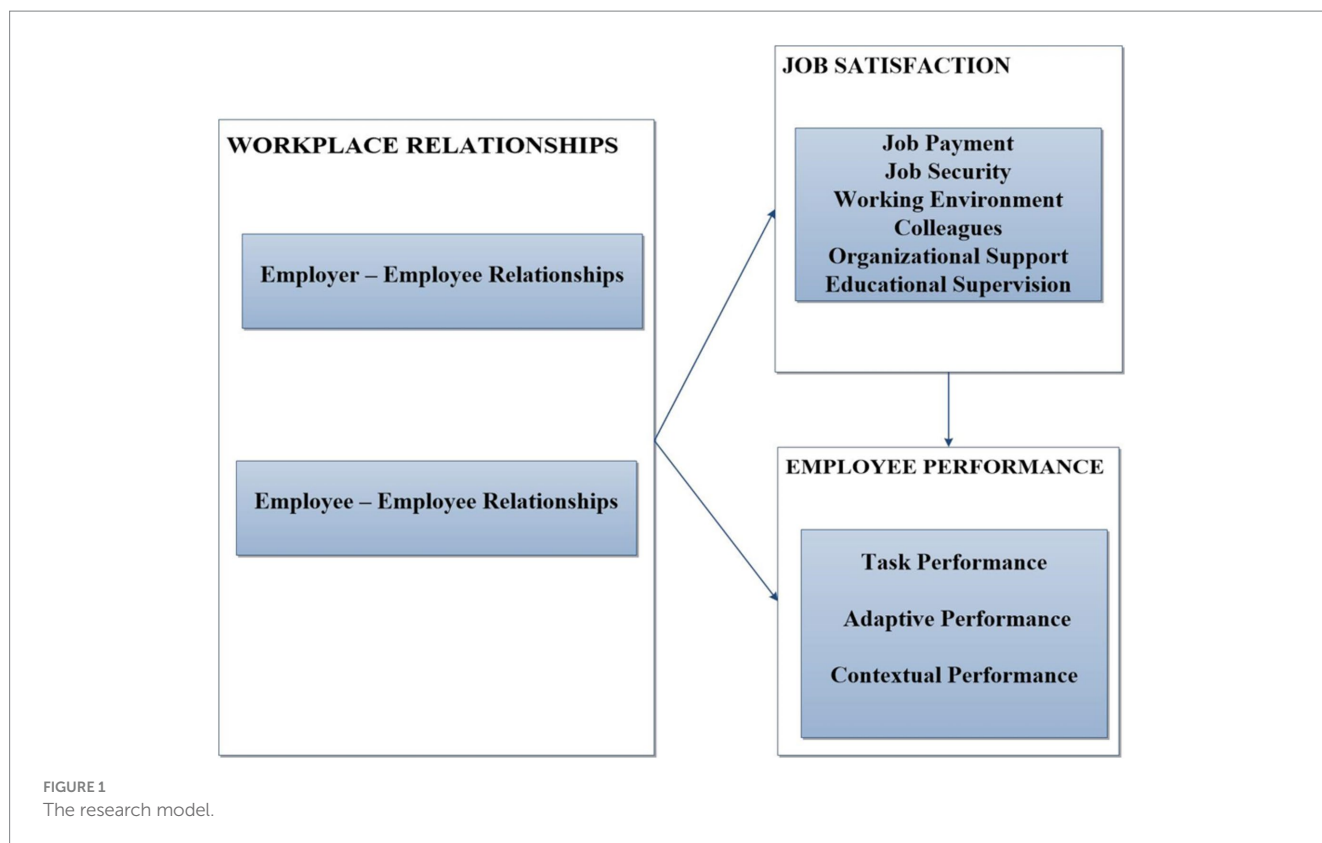 WORKPLACE RELATIONSHIPS
Employer – Employee Relationships
Employee – Employee Relationships
JOB SATISFACTION
Job Payment
Job Security
Working Environment
Colleagues
Organizational Support
Educational Supervision
EMPLOYEE PERFORMANCE
Task Performance
Adaptive Performance
Contextual Performance
FIGURE 1
The research model.